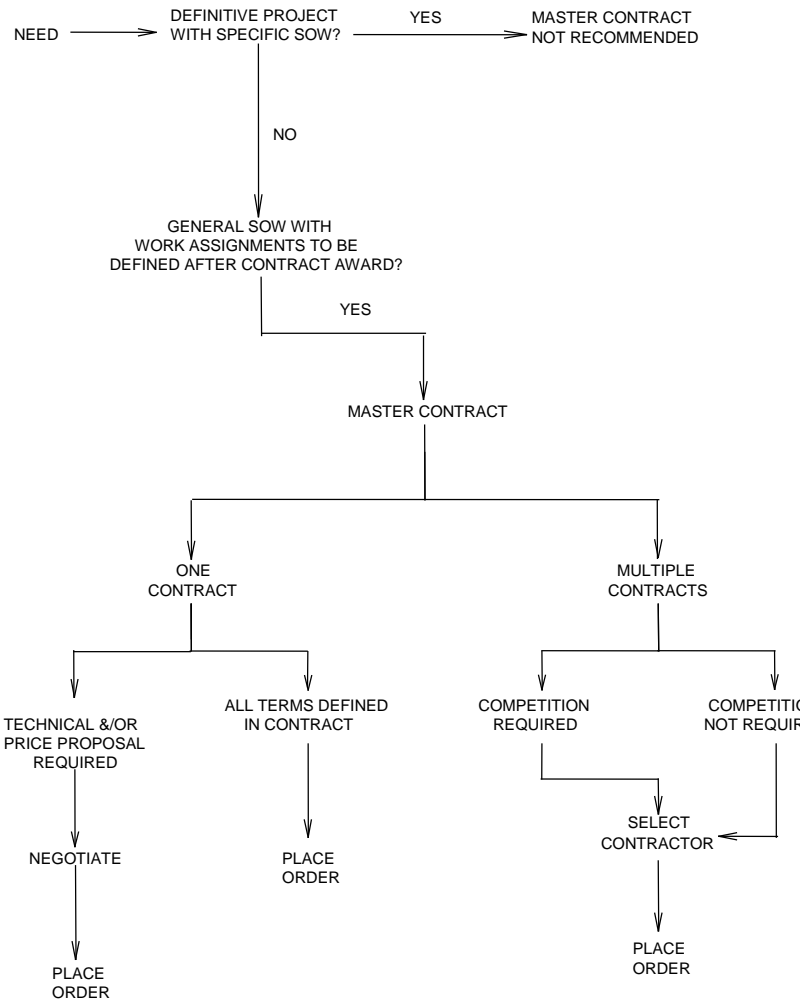 NEED
DEFINITIVE PROJECT
WITH SPECIFIC SOW?
YES
MASTER CONTRACT
NOT RECOMMENDED
NO
GENERAL SOW WITH
WORK ASSIGNMENTS TO BE
DEFINED AFTER CONTRACT AWARD?
YES
MASTER CONTRACT
ONE
CONTRACT
MULTIPLE
CONTRACTS
TECHNICAL &/OR
PRICE PROPOSAL
REQUIRED
ALL TERMS DEFINED
IN CONTRACT
COMPETITION
REQUIRED
NOT
NEGOTIATE
PLACE
ORDER
SELECT
CONTRACTOR
PLACE
ORDER
PLACE
ORDER